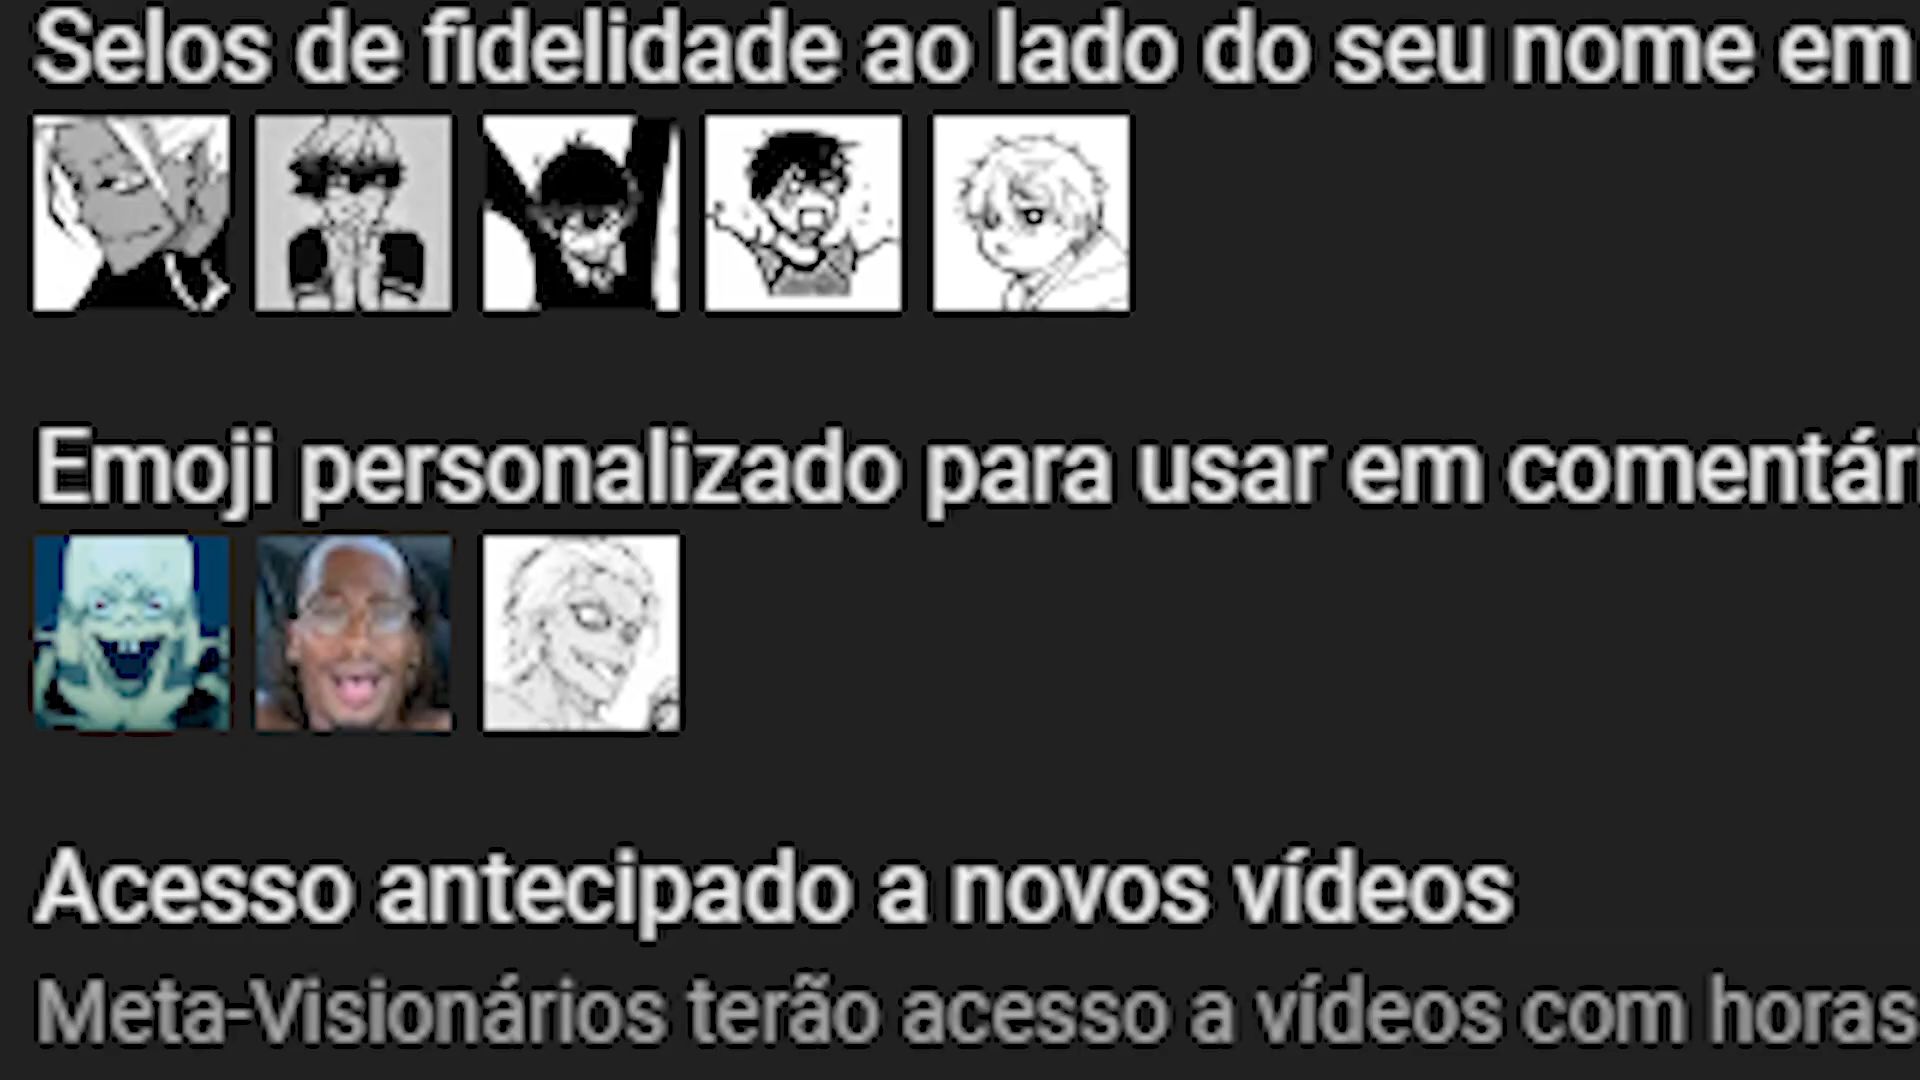 Selos de fidelidade ao lado do seu nome em
Emoji personalizado para usar em comentári
Acesso antecipado a novos vídeos
Meta-Visionários terão acesso a vídeos com horas